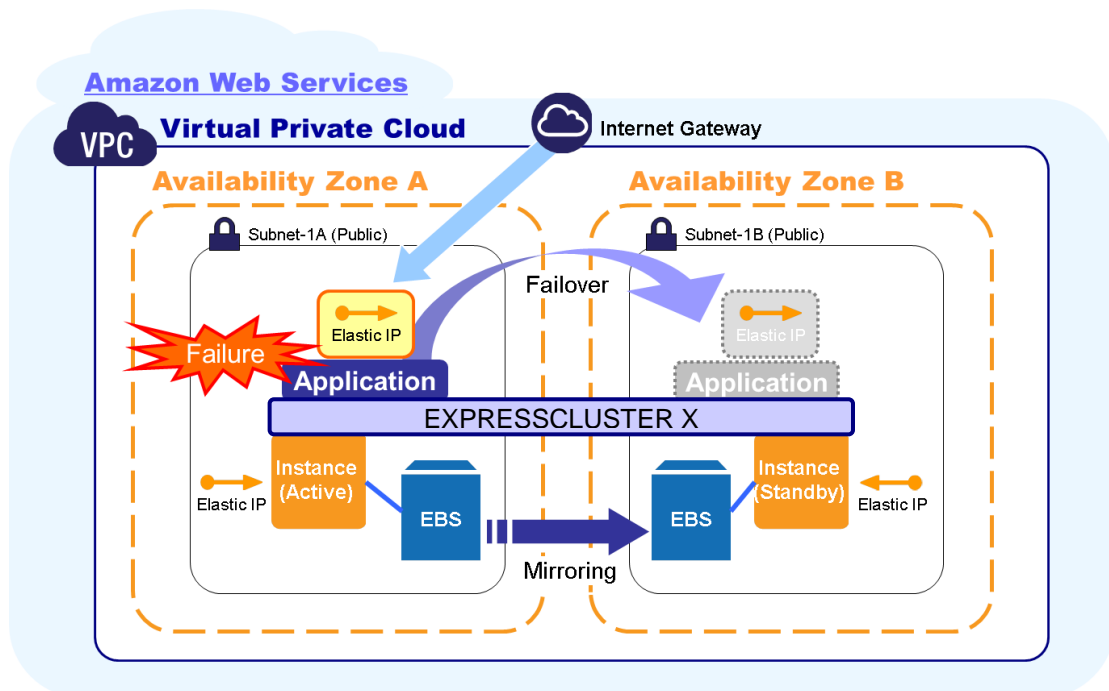 Amazon Web Services
VPC
Virtual Private Cloud
Internet Gateway
Availability Zone A
Availability Zone B
Subnet-1A (Public)
Subnet-1B (Public)
Failover
Elastic IP
Elastic IP
Failure
Application
Application
EXPRESSCLUSTER X
Instance
(Active)
Instance
(Standby)
Elastic IP
EBS
EBS
Elastic IP
Mirroring